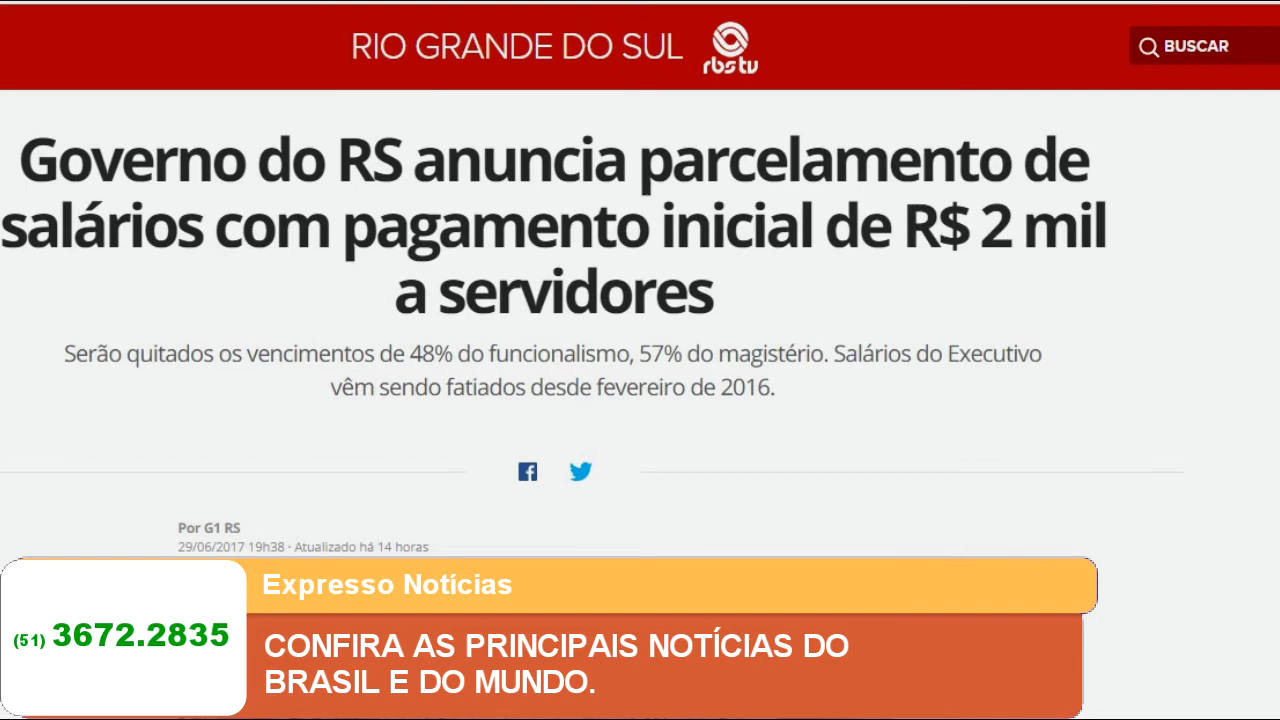 RIO GRANDE DO SUL rbs tv
BUSCAR
Governo do RS anuncia parcelamento de
salários com pagamento inicial de R$ 2 mil
a servidores
Serão quitados os vencimentos de 48% do funcionalismo, 57% do magistério. Salários do Executivo
vêm sendo fatiados desde fevereiro de 2016.
Por G1 RS
29/06/2017 19h38 · Atualizado há 14 horas
Expresso Notícias
(51) 3672.2835
CONFIRA AS PRINCIPAIS NOTÍCIAS DO
BRASIL E DO MUNDO.